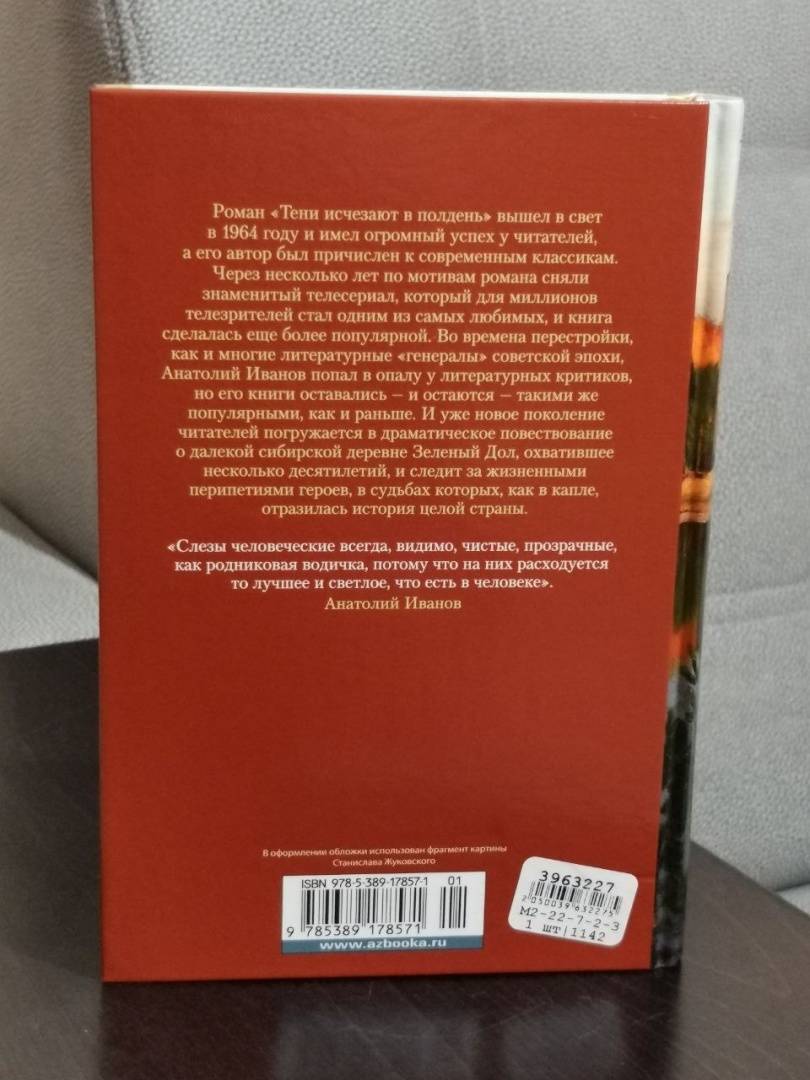 Роман «Тени исчезают в полдень» вышел в свет
в 1964 году и имел огромный успех у читателей,
а его автор был причислен к современным классикам.
Через несколько лет по мотивам романа сняли
знаменитый телесериал, который для миллионов
телезрителей стал одним из самых любимых, и книга
сделалась еще более популярной. Во времена перестройки,
как и многие литературные «генералы» советской эпохи,
Анатолий Иванов попал в опалу у литературных критиков,
но его книги оставались — и остаются — такими же
популярными, как и раньше. И уже новое поколение
читателей погружается в драматическое повествование
о далекой сибирской деревне Зеленый Дол, охватившее
несколько десятилетий, и следит за жизненными
перипетиями героев, в судьбах которых, как в капле,
отразилась история целой страны.
«Слезы человеческие всегда, видимо, чистые, прозрачные,
как родниковая водичка, потому что на них расходуется
то лучшее и светлое, что есть в человеке».
Анатолий Иванов
В оформлении обложки использован фрагмент картины
Станислава Жуковского
ISBN 978-5-389-17857-1 01
9 785389 178571
www.azbooka.ru
3963227
2050039632275
М2-22-7-2-3
1 шт|1142